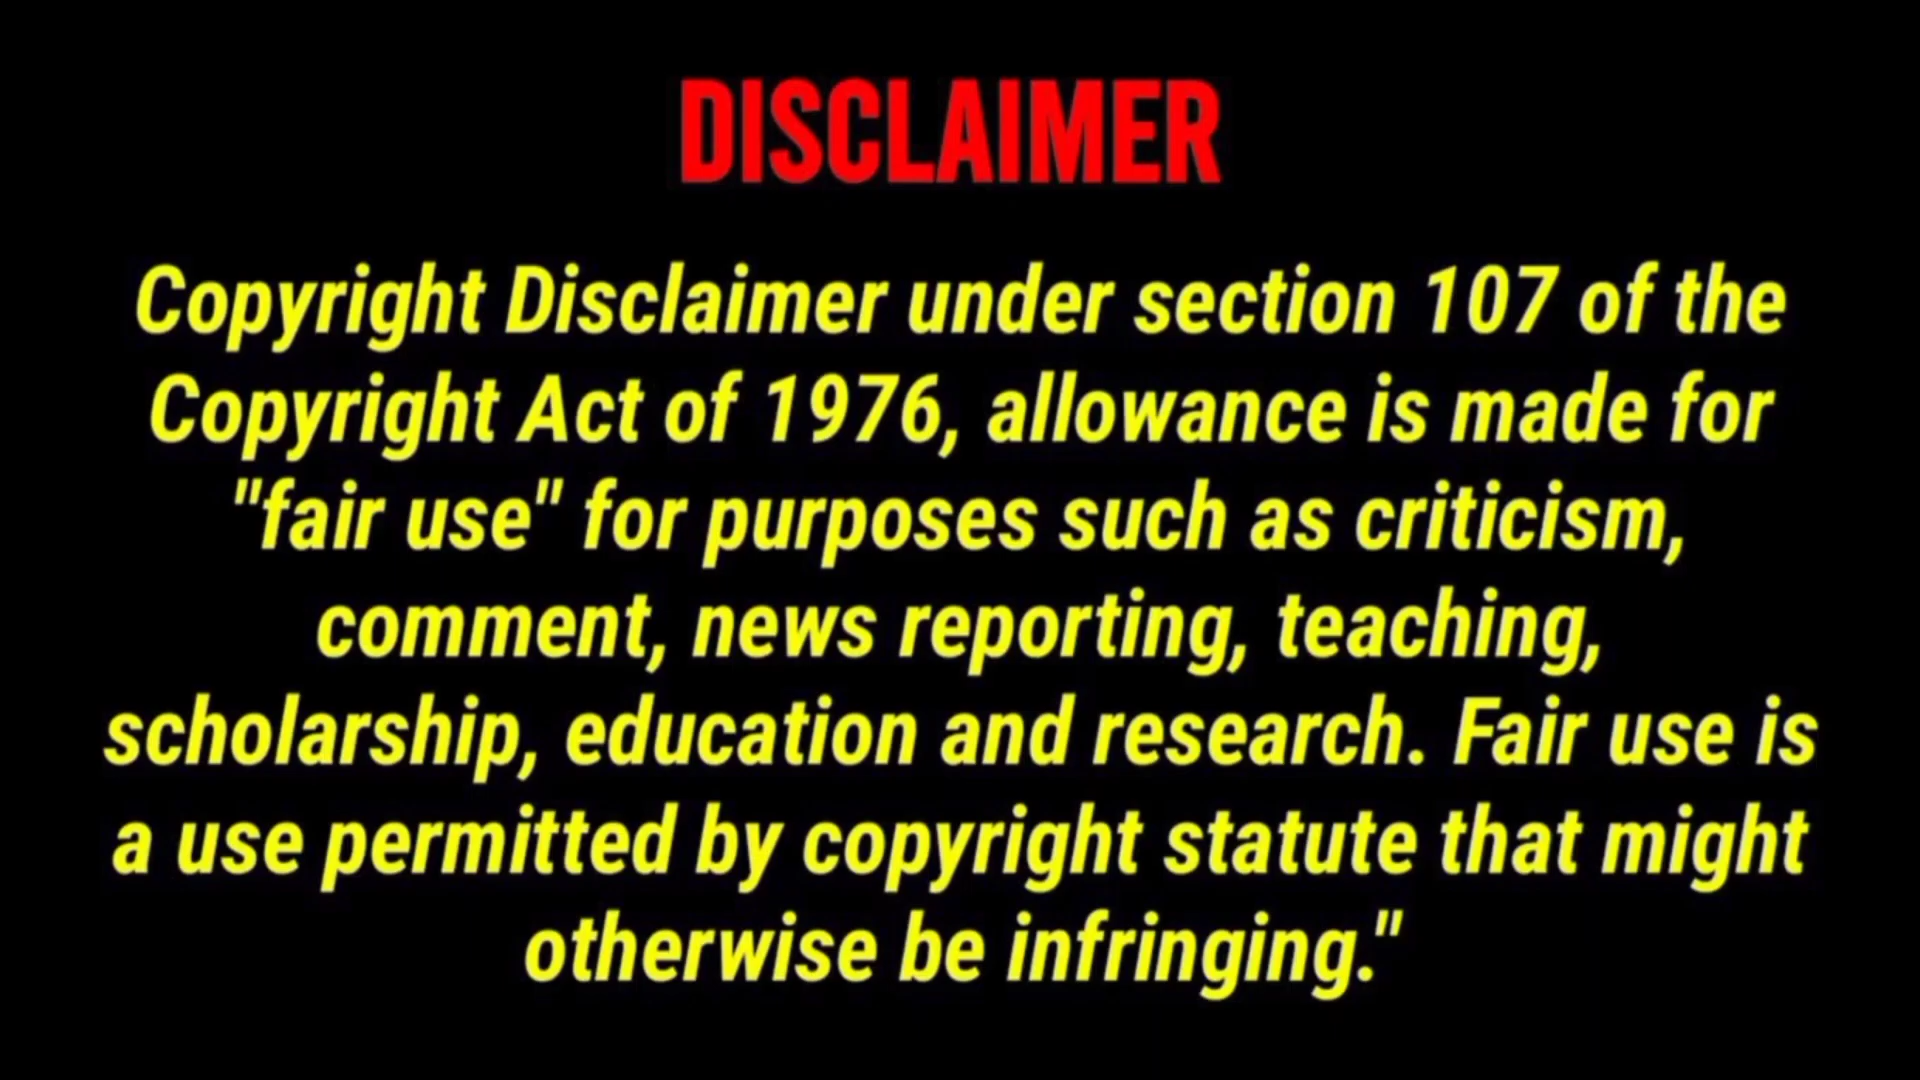 DISCLAIMER
Copyright Disclaimer under section 107 of the
Copyright Act of 1976, allowance is made for
"fair use" for purposes such as criticism,
comment, news reporting, teaching,
scholarship, education and research. Fair use is
a use permitted by copyright statute that might
otherwise be infringing."